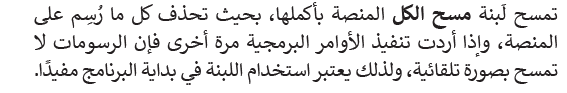 تمسح لَبنة مسح الكل المنصة بأكملها، بحيث تحذف كل ما رُسِم على
المنصة، وإذا أردت تنفيذ الأوامر البرمجية مرة أخرى فإن الرسومات لا
تمسح بصورة تلقائية، ولذلك يعتبر استخدام اللبنة في بداية البرنامج مفيدًا.